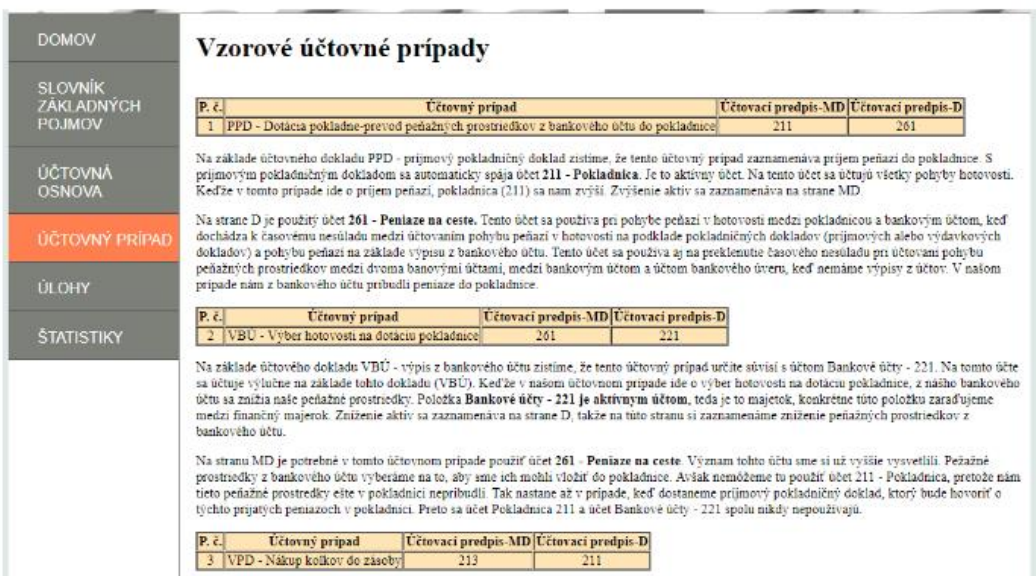 DOMOV
SLOVNÍK
ZÁKLADNÝCH
POJMOV
ÚČTOVNÁ
OSNOVA
ÚČTOVNÝ PRÍPAD
ÚLOHY
ŠTATISTIKY
Vzorové účtovné prípady
P. č. Účtovný prípad Účtovací predpis-MD Účtovací predpis-D
1 PPD - Dotácia pokladne-prevod peňažných prostriedkov z bankového účtu do pokladnice 211 261
Na základe účtovného dokladu PPD - príjmový pokladničný doklad zistíme, že tento účtovný prípad zaznamenáva príjem peňazí do pokladnice. S
príjmovým pokladničným dokladom sa automaticky spája účet 211 - Pokladnica. Je to aktívny účet. Na tento účet sa účtujú všetky pohyby hotovosti.
Keďže v tomto prípade ide o príjem peňazí, pokladnica (211) sa nam zvýši. Zvýšenie aktív sa zaznamenáva na strane MD.
Na strane D je použitý účet 261 - Peniaze na ceste. Tento účet sa používa pri pohybe peňazí v hotovosti medzi pokladnicou a bankovým účtom, keď
dochádza k časovému nesúladu medzi účtovaním pohybu peňazí v hotovosti na podklade pokladničných dokladov (príjmových alebo výdavkových
dokladov) a pohybu peňazí na základe výpisu z bankového účtu. Tento účet sa používa aj na preklenutie časového nesúladu pri účtovaní pohybu
peňažných prostriedkov medzi dvoma banovými účtami, medzi bankovým účtom a účtom bankového úveru, keď nemáme výpisy z účtov. V našom
prípade nám z bankového účtu pribudli peniaze do pokladnice.
P. č. Účtovný prípad Účtovací predpis-MD Účtovací predpis-D
2 VBÚ - Výber hotovosti na dotáciu pokladnice 261 221
Na základe účtového dokladu VBÚ - výpis z bankového účtu zistíme, že tento účtovný prípad určite súvisí s účtom Bankové účty - 221. Na tomto účte
sa účtuje výlučne na základe tohto dokladu (VBÚ). Keďže v našom účtovnom prípade ide o výber hotovosti na dotáciu pokladnice, z nášho bankového
účtu sa znížia naše peňažné prostriedky. Položka Bankové účty - 221 je aktívnym účtom, teda je to majetok, konkrétne túto položku zaraďujeme
medzi finančný majerok. Zníženie aktív sa zaznamenáva na strane D, takže na túto stranu si zaznamenáme zníženie peňažných prostriedkov z
bankového účtu.
Na stranu MD je potrebné v tomto účtovnom prípade použiť účet 261 - Peniaze na ceste. Význam tohto účtu sme si už vyššie vysvetlili. Pežažné
prostriedky z bankového účtu vyberáme na to, aby sme ich mohli vložiť do pokladnice. Avšak nemôžeme tu použiť účet 211 - Pokladnica, pretože nám
tieto peňažné prostredky ešte v pokladnici nepribudli. Tak nastane až v prípade, keď dostaneme príjmový pokladničný doklad, ktorý bude hovoriť o
týchto prijatých peniazoch v pokladnici. Preto sa účet Pokladnica 211 a účet Bankové účty - 221 spolu nikdy nepoužívajú.
P. č. Účtovný prípad Účtovací predpis-MD Účtovací predpis-D
3 VPD - Nákup kolkov do zásoby 213 211